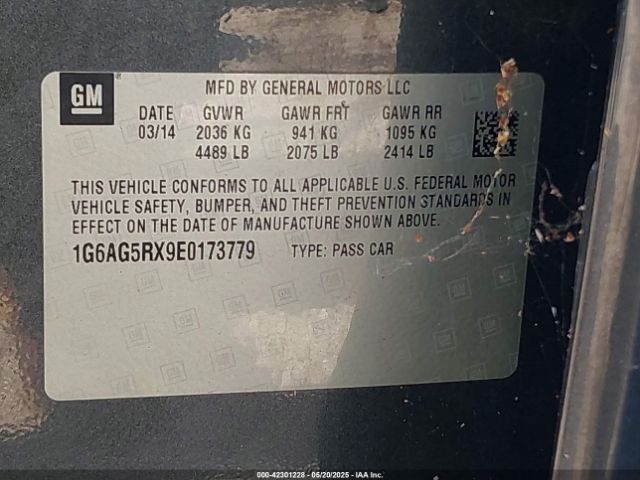 GM
MFD BY GENERAL MOTORS LLC
DATE GVWR GAWR FRT GAWR RR
03/14 2036 KG 941 KG 1095 KG
4489 LB 2075 LB 2414 LB
THIS VEHICLE CONFORMS TO ALL APPLICABLE U.S. FEDERAL MOTOR
VEHICLE SAFETY, BUMPER, AND THEFT PREVENTION STANDARDS IN
EFFECT ON THE DATE OF MANUFACTURE SHOWN ABOVE.
1G6AG5RX9E0173779 TYPE: PASS CAR
000-42301228 - 05/20/2025 - IAA Inc.